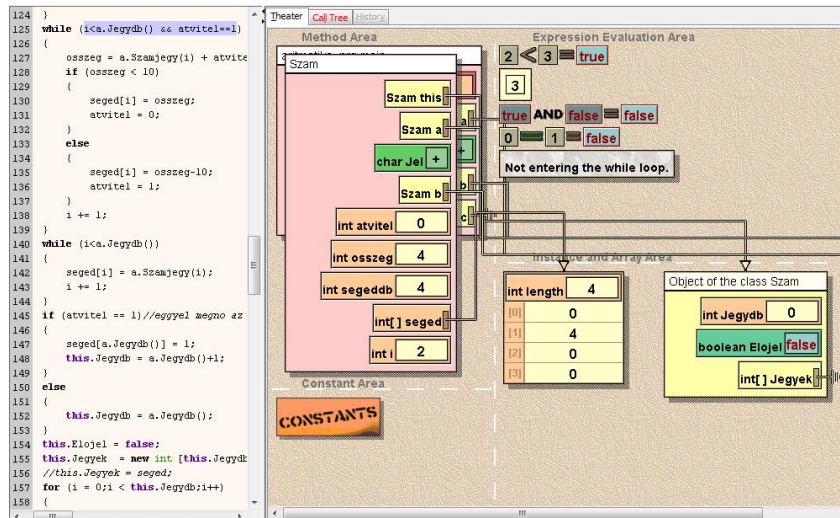 124 }
125 while (i<a.Jegydb() && atvitel==1)
126 {
127 osszeg = a.Szamjegy(i) + atvite
128 if (osszeg < 10)
129 {
130 seged[i] = osszeg;
131 atvitel = 0;
132 }
133 else
134 {
135 seged[i] = osszeg-10;
136 atvitel = 1;
137 }
138 i += 1;
139 }
140 while (i<a.Jegydb())
141 {
142 seged[i] = a.Szamjegy(i);
143 i += 1;
144 }
145 if (atvitel == 1)//eggyel megno az
146 {
147 seged[a.Jegydb()] = 1;
148 this.Jegydb = a.Jegydb()+1;
149 }
150 else
151 {
152 this.Jegydb = a.Jegydb();
153 }
154 this.Elojel = false;
155 this.Jegyek = new int [this.Jegydb
156 //this.Jegyek = seged;
157 for (i = 0;i < this.Jegydb;i++)
158 {
Theater Call Tree History
Method Area
Szam
Szam this
Szam a
char Jel +
Szam b
int atvitel 0
int osszeg 4
int segeddb 4
int[ ] seged
int i 2
a
+
b
c
Constant Area
CONSTANTS
Expression Evaluation Area
2 < 3 = true
3
true AND false = false
0 == 1 = false
Not entering the while loop.
Instance and Array Area
int length 4
[0] 0
[1] 4
[2] 0
[3] 0
Object of the class Szam
int Jegydb 0
boolean Elojel false
int[ ] Jegyek